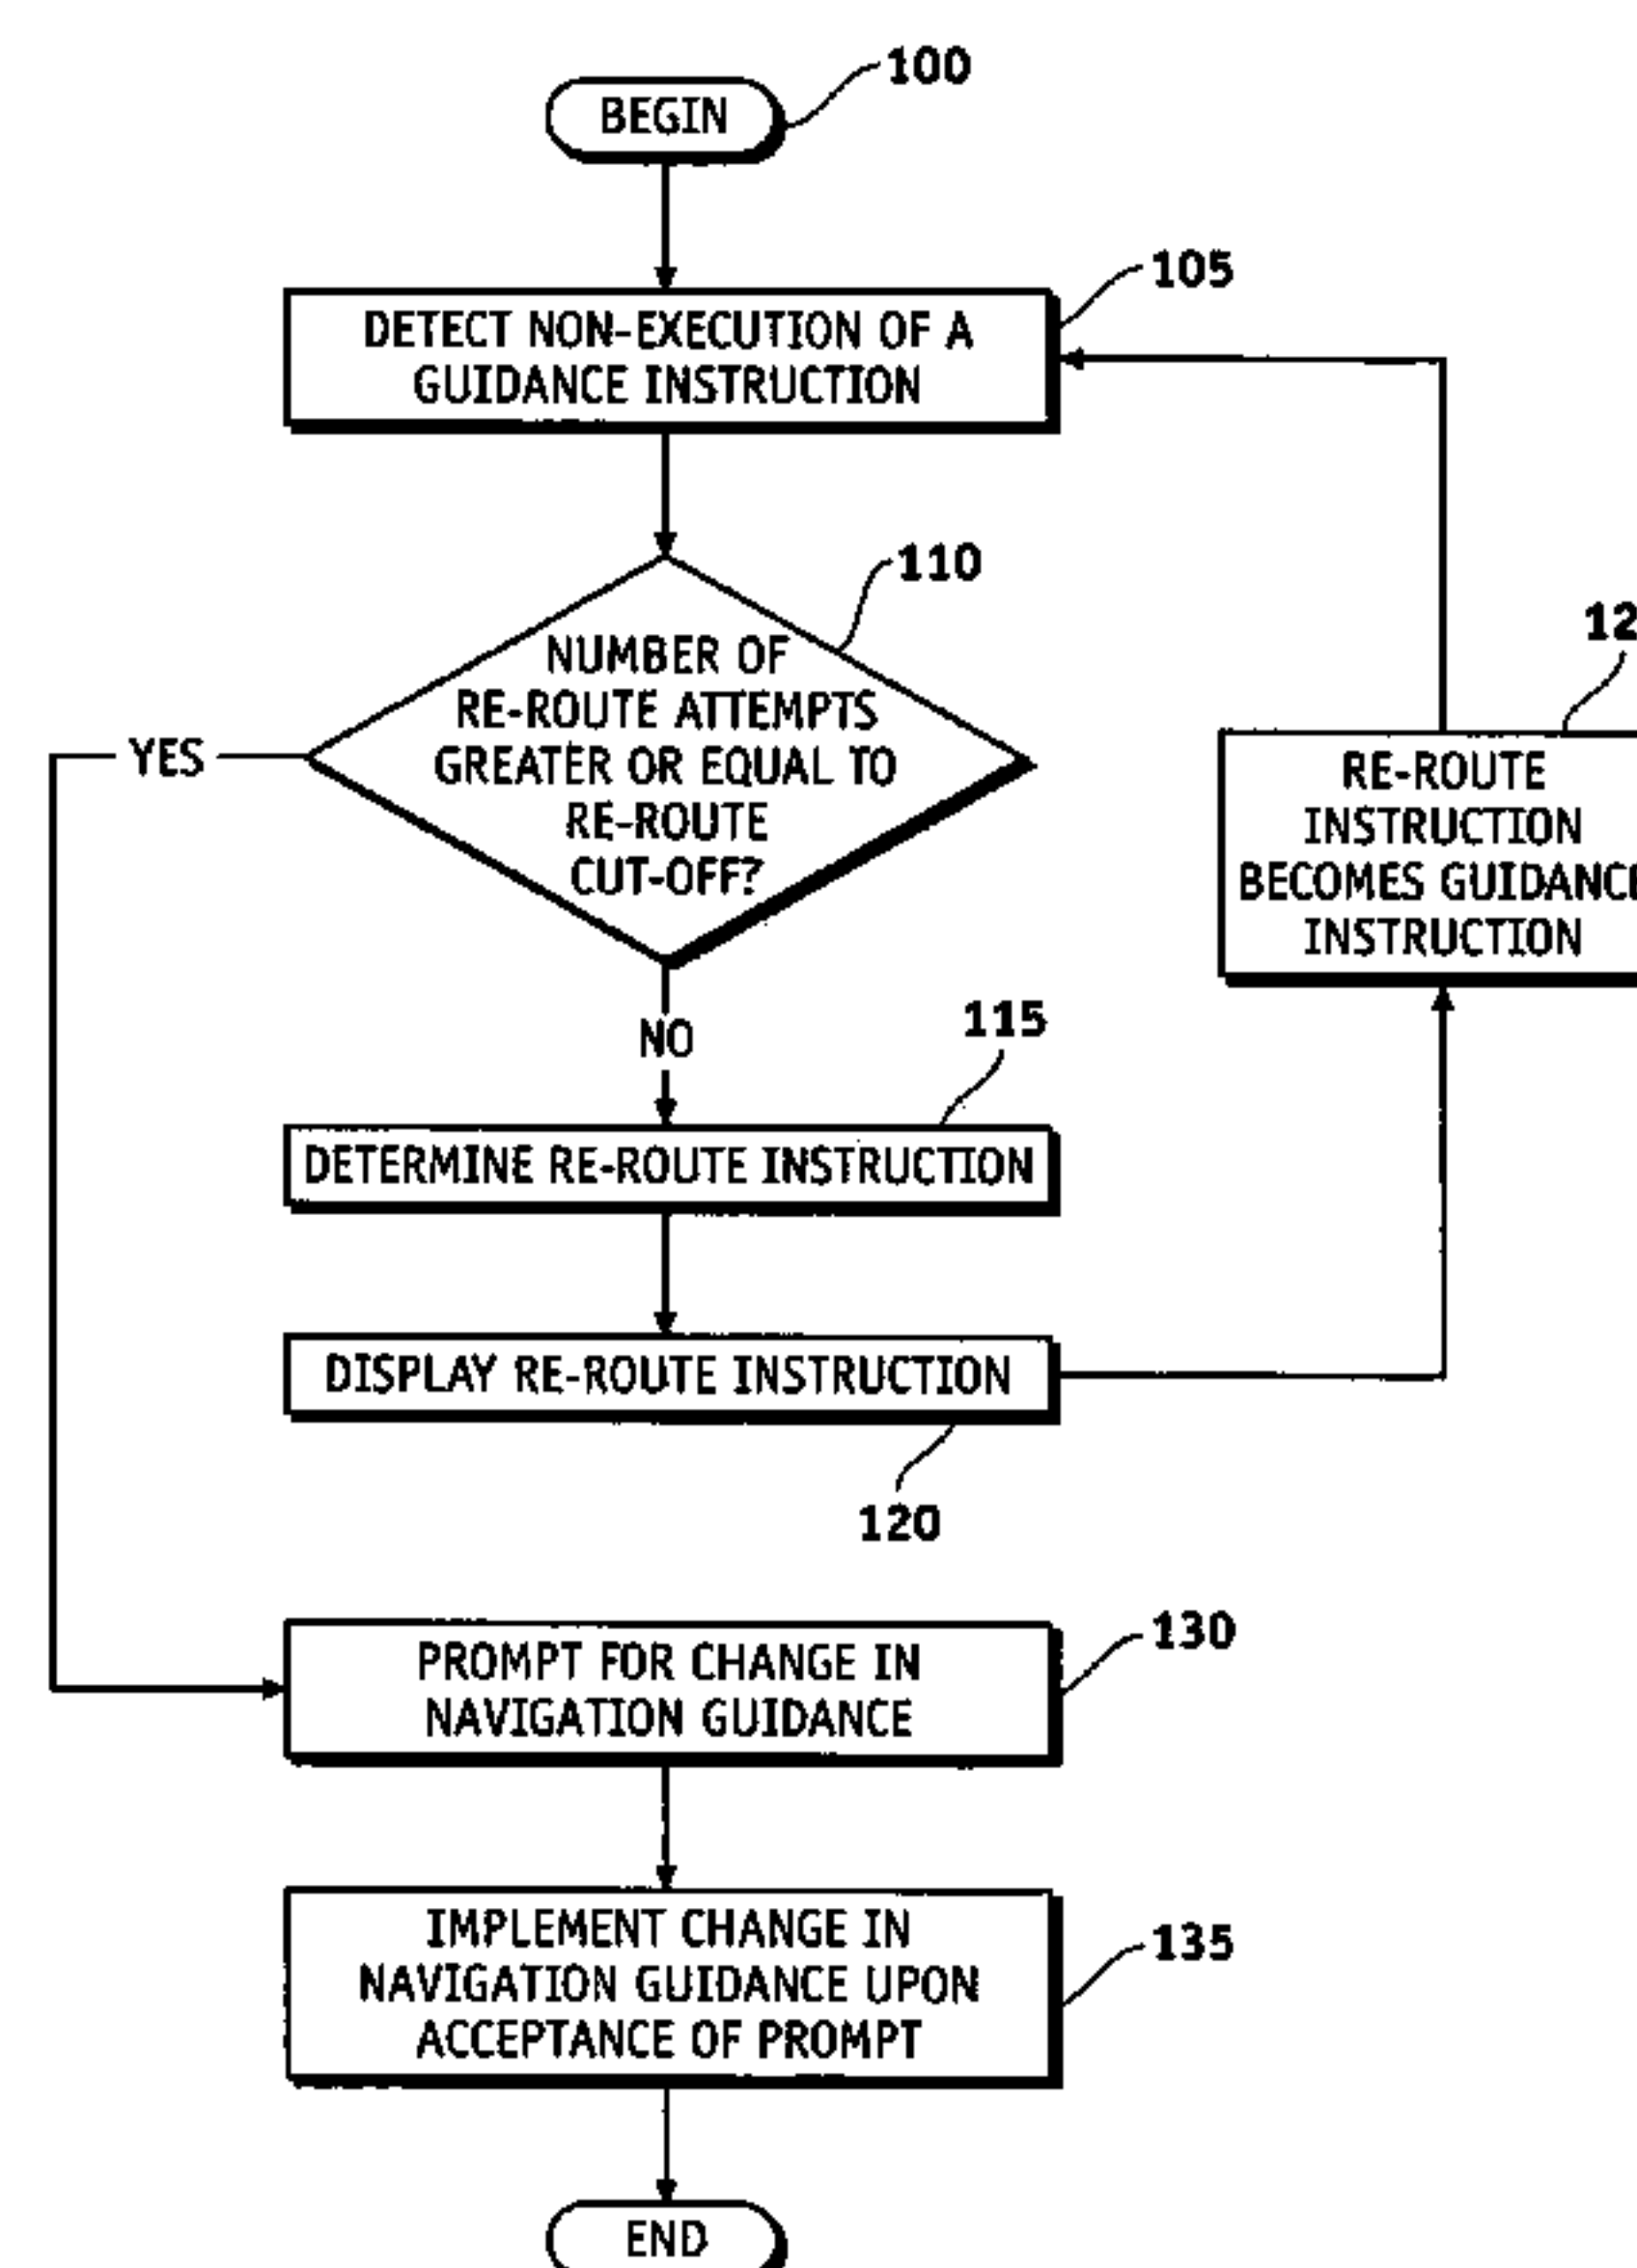 100
BEGIN
105
DETECT NON-EXECUTION OF A
GUIDANCE INSTRUCTION
110
NUMBER OF
RE-ROUTE ATTEMPTS
GREATER OR EQUAL TO
RE-ROUTE
CUT-OFF?
YES
RE-ROUTE
INSTRUCTION
BECOMES GUIDANCE
INSTRUCTION
NO
115
DETERMINE RE-ROUTE INSTRUCTION
DISPLAY RE-ROUTE INSTRUCTION
120
130
PROMPT FOR CHANGE IN
NAVIGATION GUIDANCE
IMPLEMENT CHANGE IN
NAVIGATION GUIDANCE UPON
ACCEPTANCE OF PROMPT
135
END